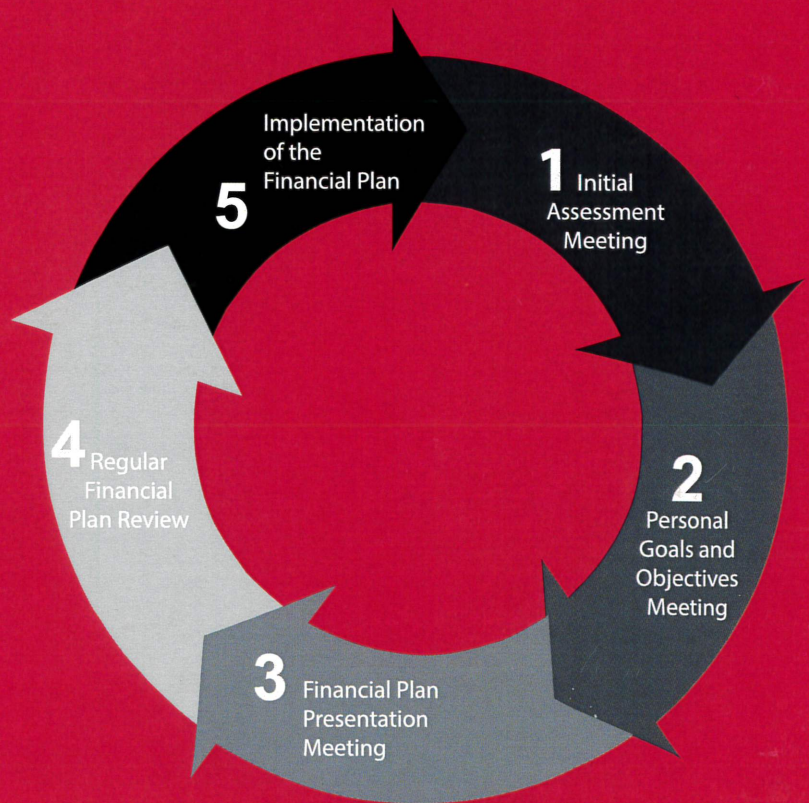 1 Initial
Assessment
Meeting
2
Personal
Goals and
Objectives
Meeting
3 Financial Plan
Presentation
Meeting
4 Regular
Financial
Plan Review
5 Implementation
of the
Financial Plan